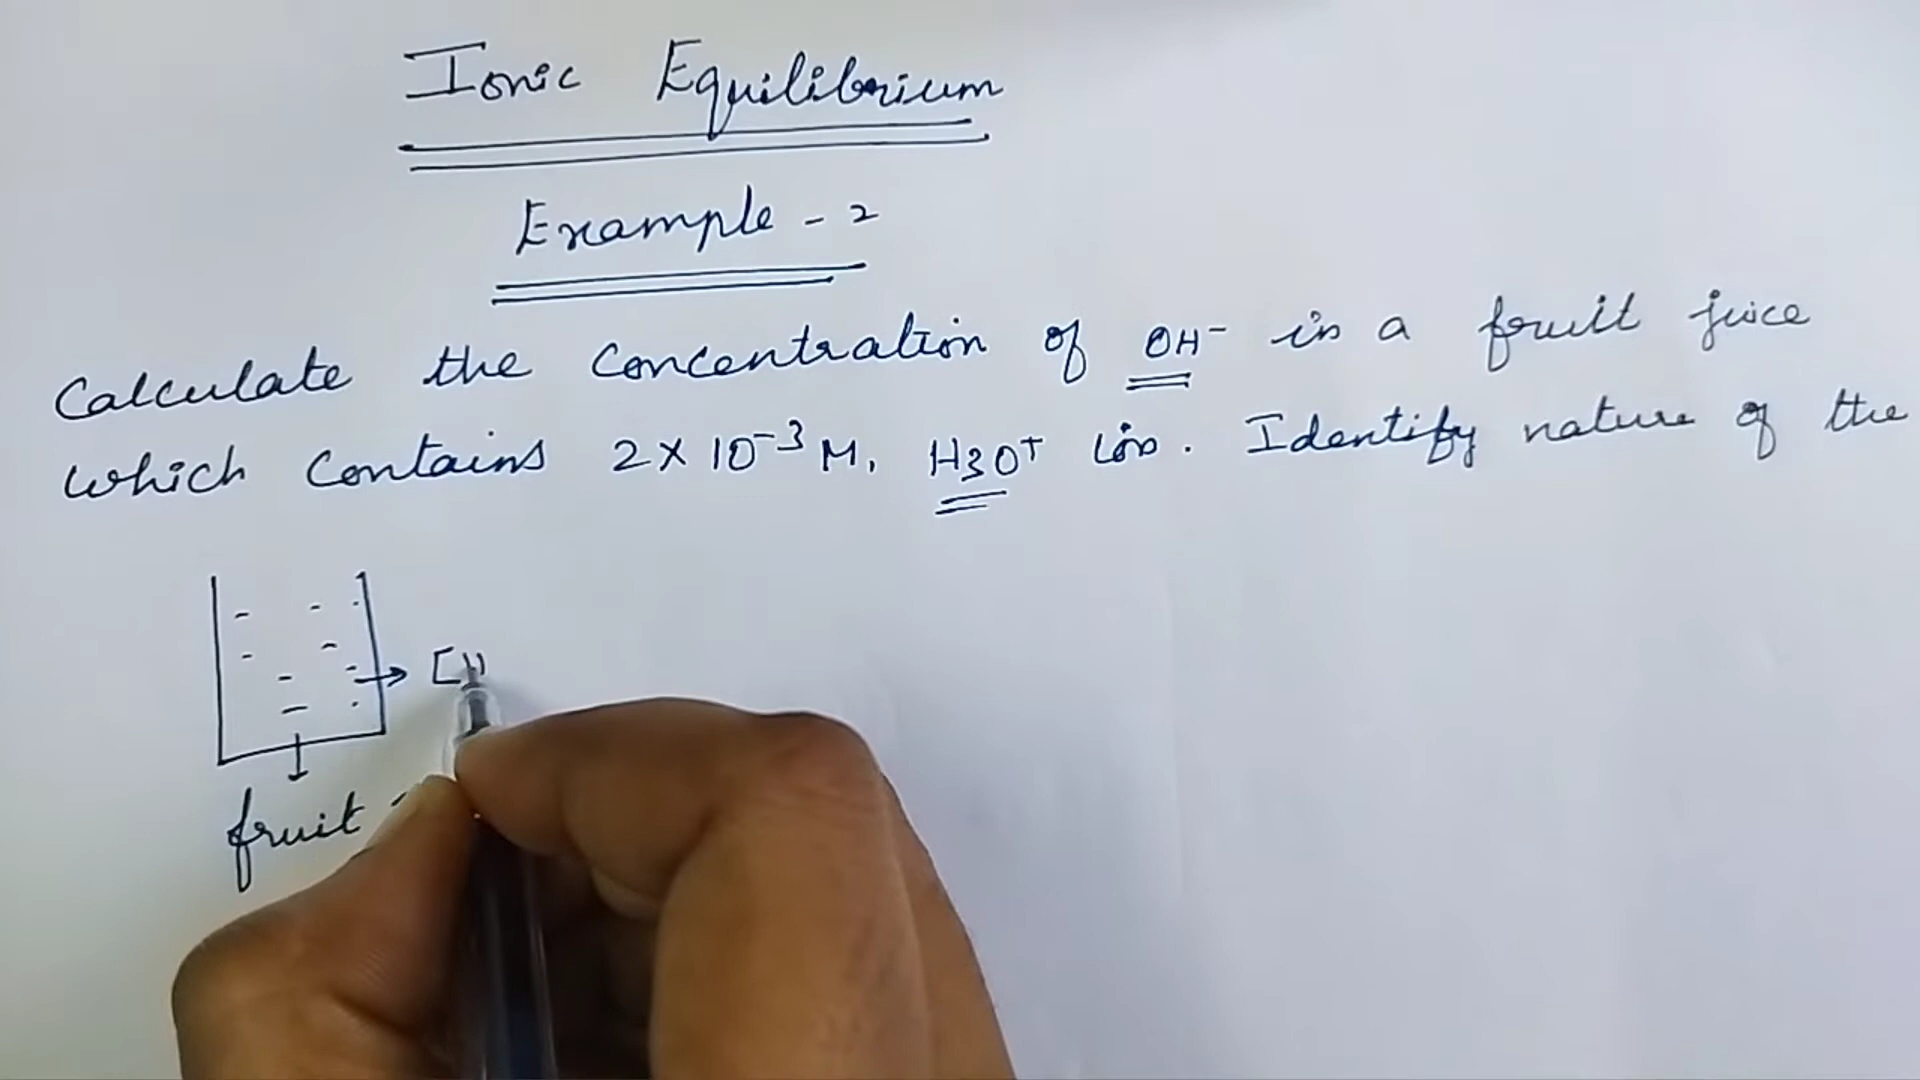 Ionic Equilibrium
Example - 2
Calculate the concentration of OH⁻ in a fruit juice
which contains 2 × 10⁻³ M. H₃O⁺ ion. Identify nature of the
[H
fruit